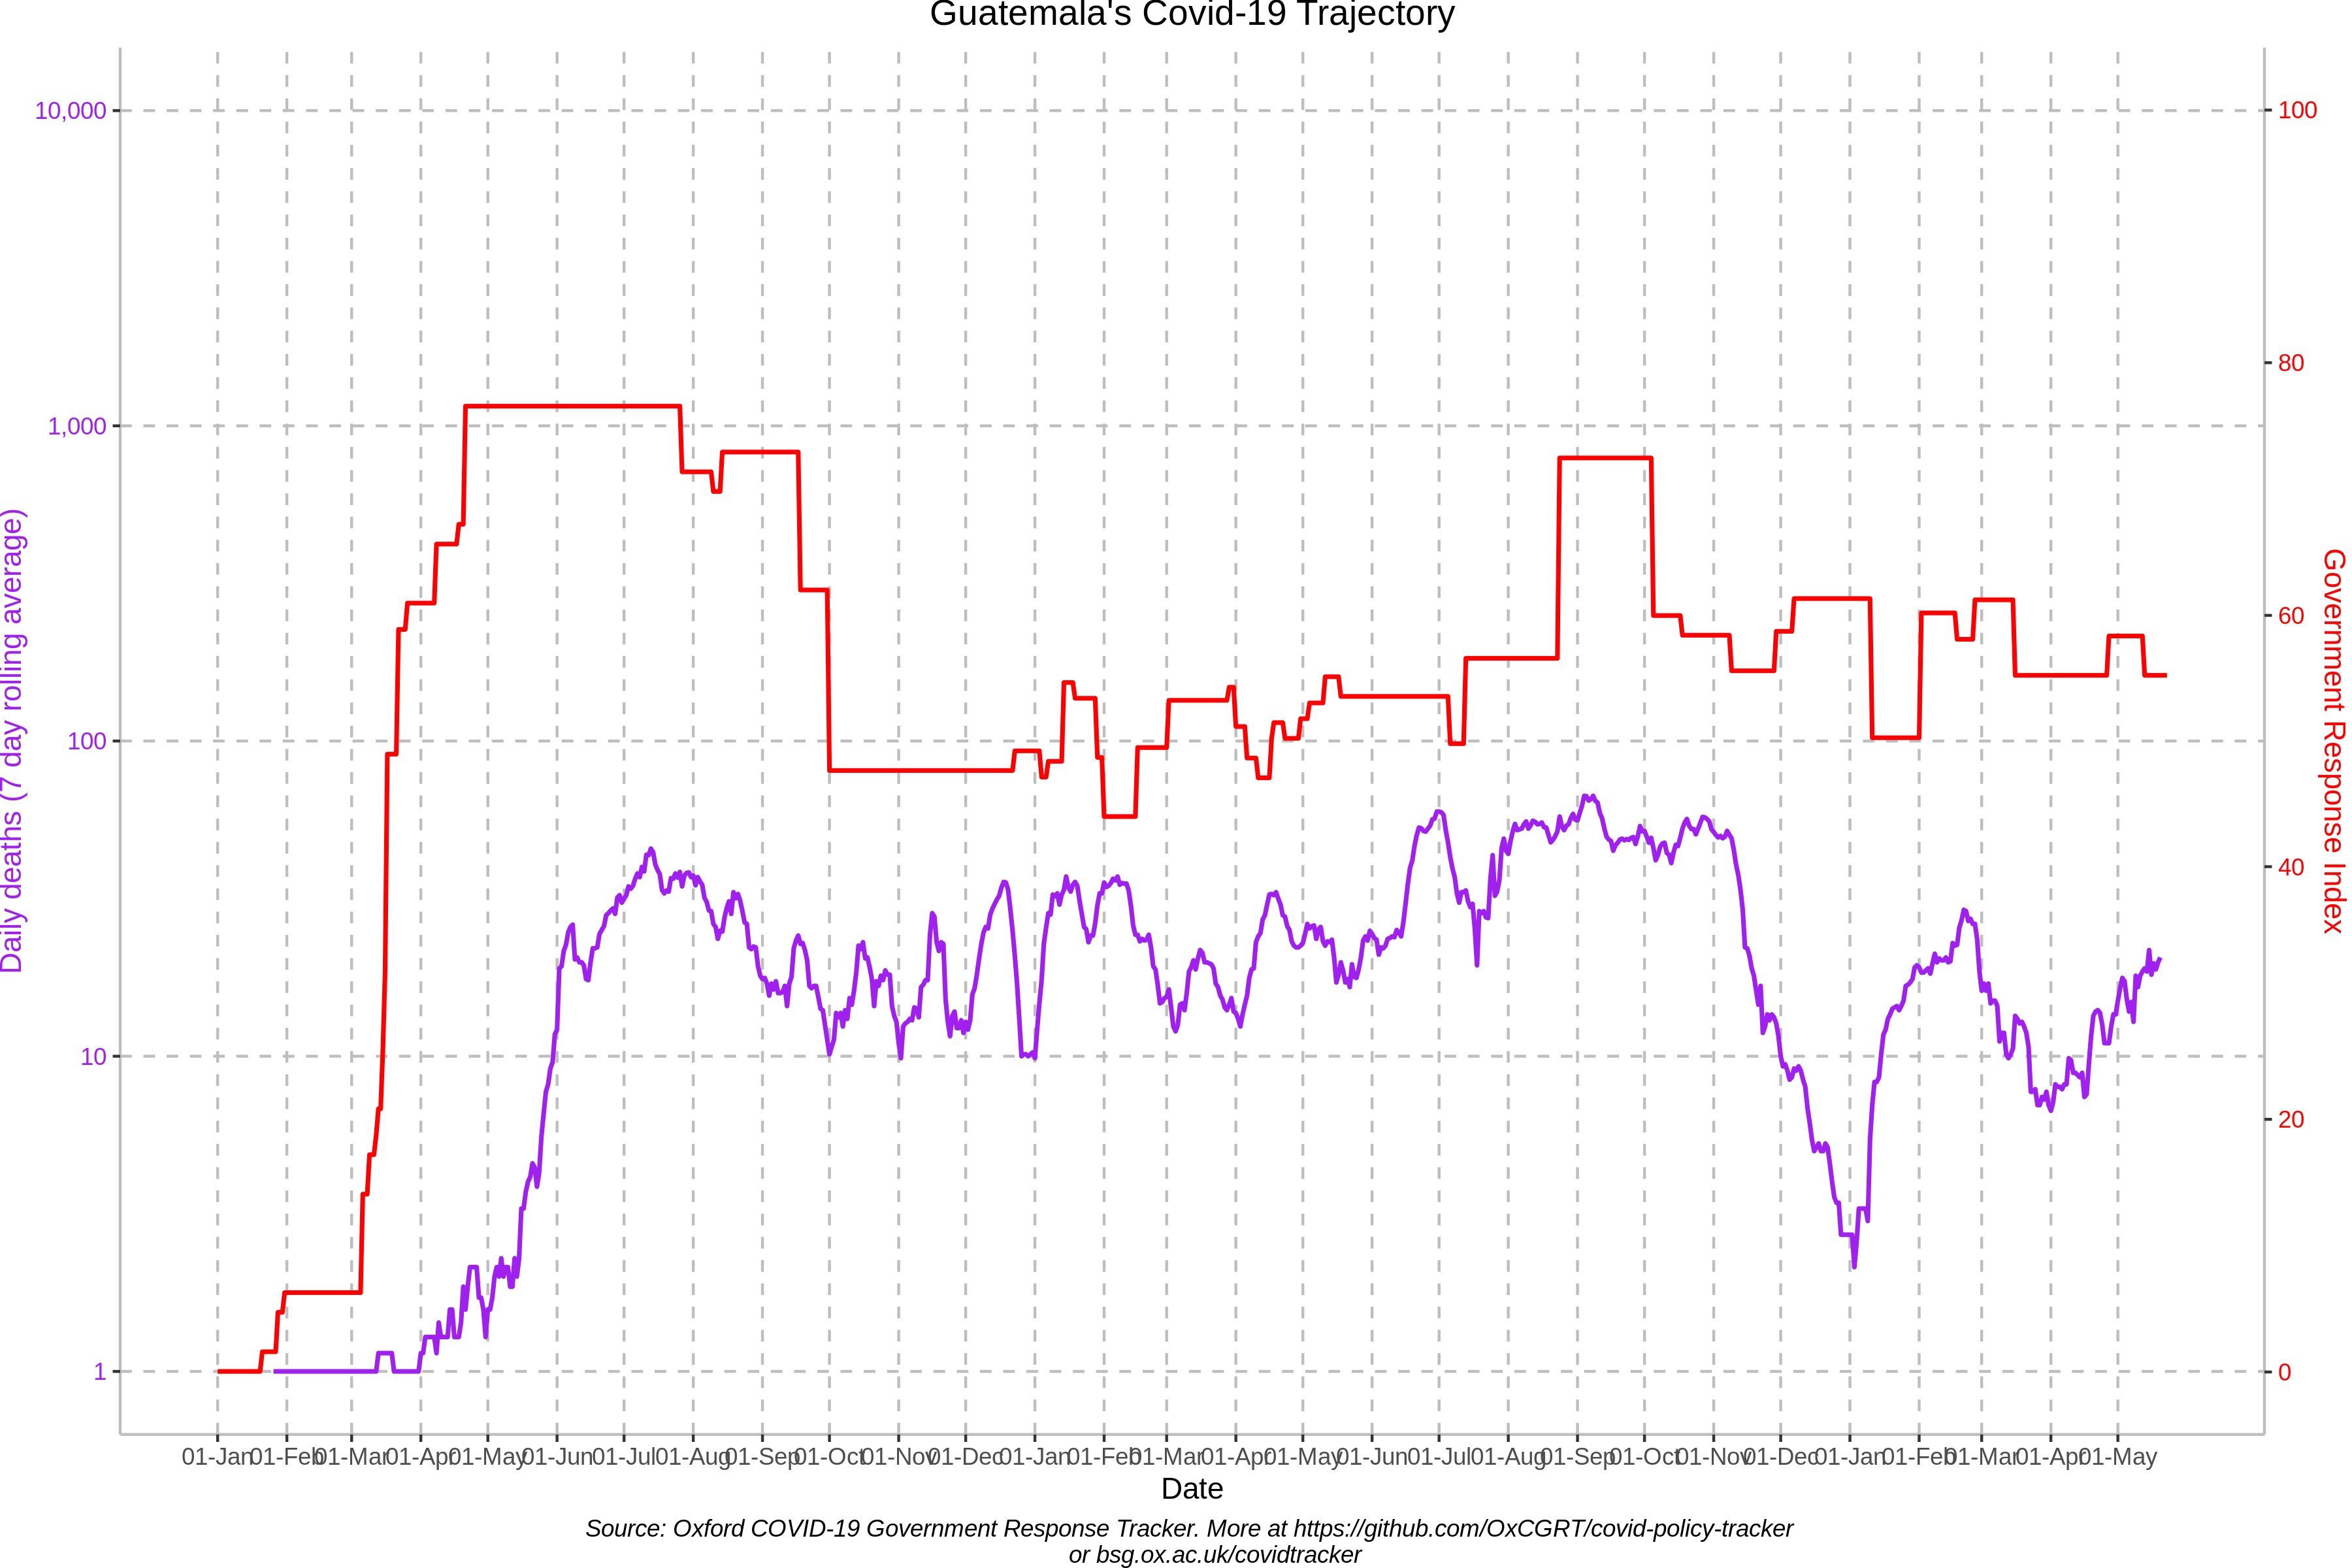 Guatemala's Covid-19 Trajectory
10,000
1,000
100
10
1
Daily deaths (7 day rolling average)
100
80
60
40
20
0
Government Response Index
01-Jan 01-Feb 01-Mar 01-Apr 01-May 01-Jun 01-Jul 01-Aug 01-Sep 01-Oct 01-Nov 01-Dec 01-Jan 01-Feb 01-Mar 01-Apr 01-May 01-Jun 01-Jul 01-Aug 01-Sep 01-Oct 01-Nov 01-Dec 01-Jan 01-Feb 01-Mar 01-Apr 01-May
Date
Source: Oxford COVID-19 Government Response Tracker. More at https://github.com/OxCGRT/covid-policy-tracker
or bsg.ox.ac.uk/covidtracker